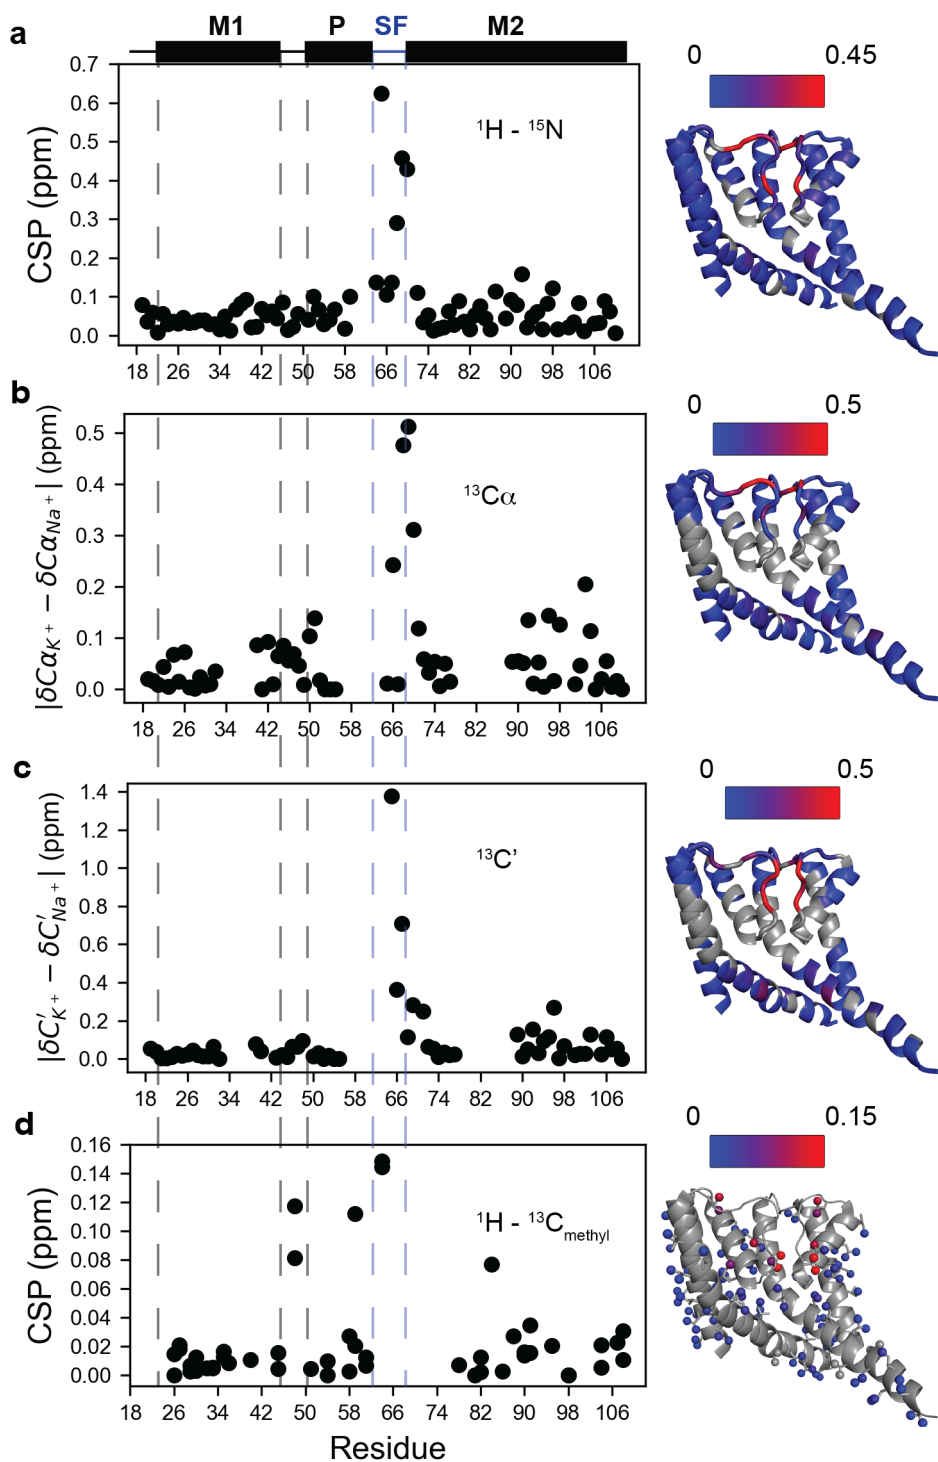 a
M1 P SF M2
0 0.45
0.7
0.6
0.5
0.4
0.3
0.2
0.1
0.0
CSP (ppm)
¹H - ¹⁵N
18 26 34 42 50 58 66 74 82 90 98 106
b
0 0.5
0.5
0.4
0.3
0.2
0.1
0.0
|δCα_K⁺ − δCα_Na⁺| (ppm)
¹³Cα
18 26 34 42 50 58 66 74 82 90 98 106
c
0 0.5
1.4
1.2
1.0
0.8
0.6
0.4
0.2
0.0
|δC′_K⁺ − δC′_Na⁺| (ppm)
¹³C’
18 26 34 42 50 58 66 74 82 90 98 106
d
0 0.15
0.16
0.14
0.12
0.10
0.08
0.06
0.04
0.02
0.00
CSP (ppm)
¹H - ¹³C_methyl
18 26 34 42 50 58 66 74 82 90 98 106
Residue